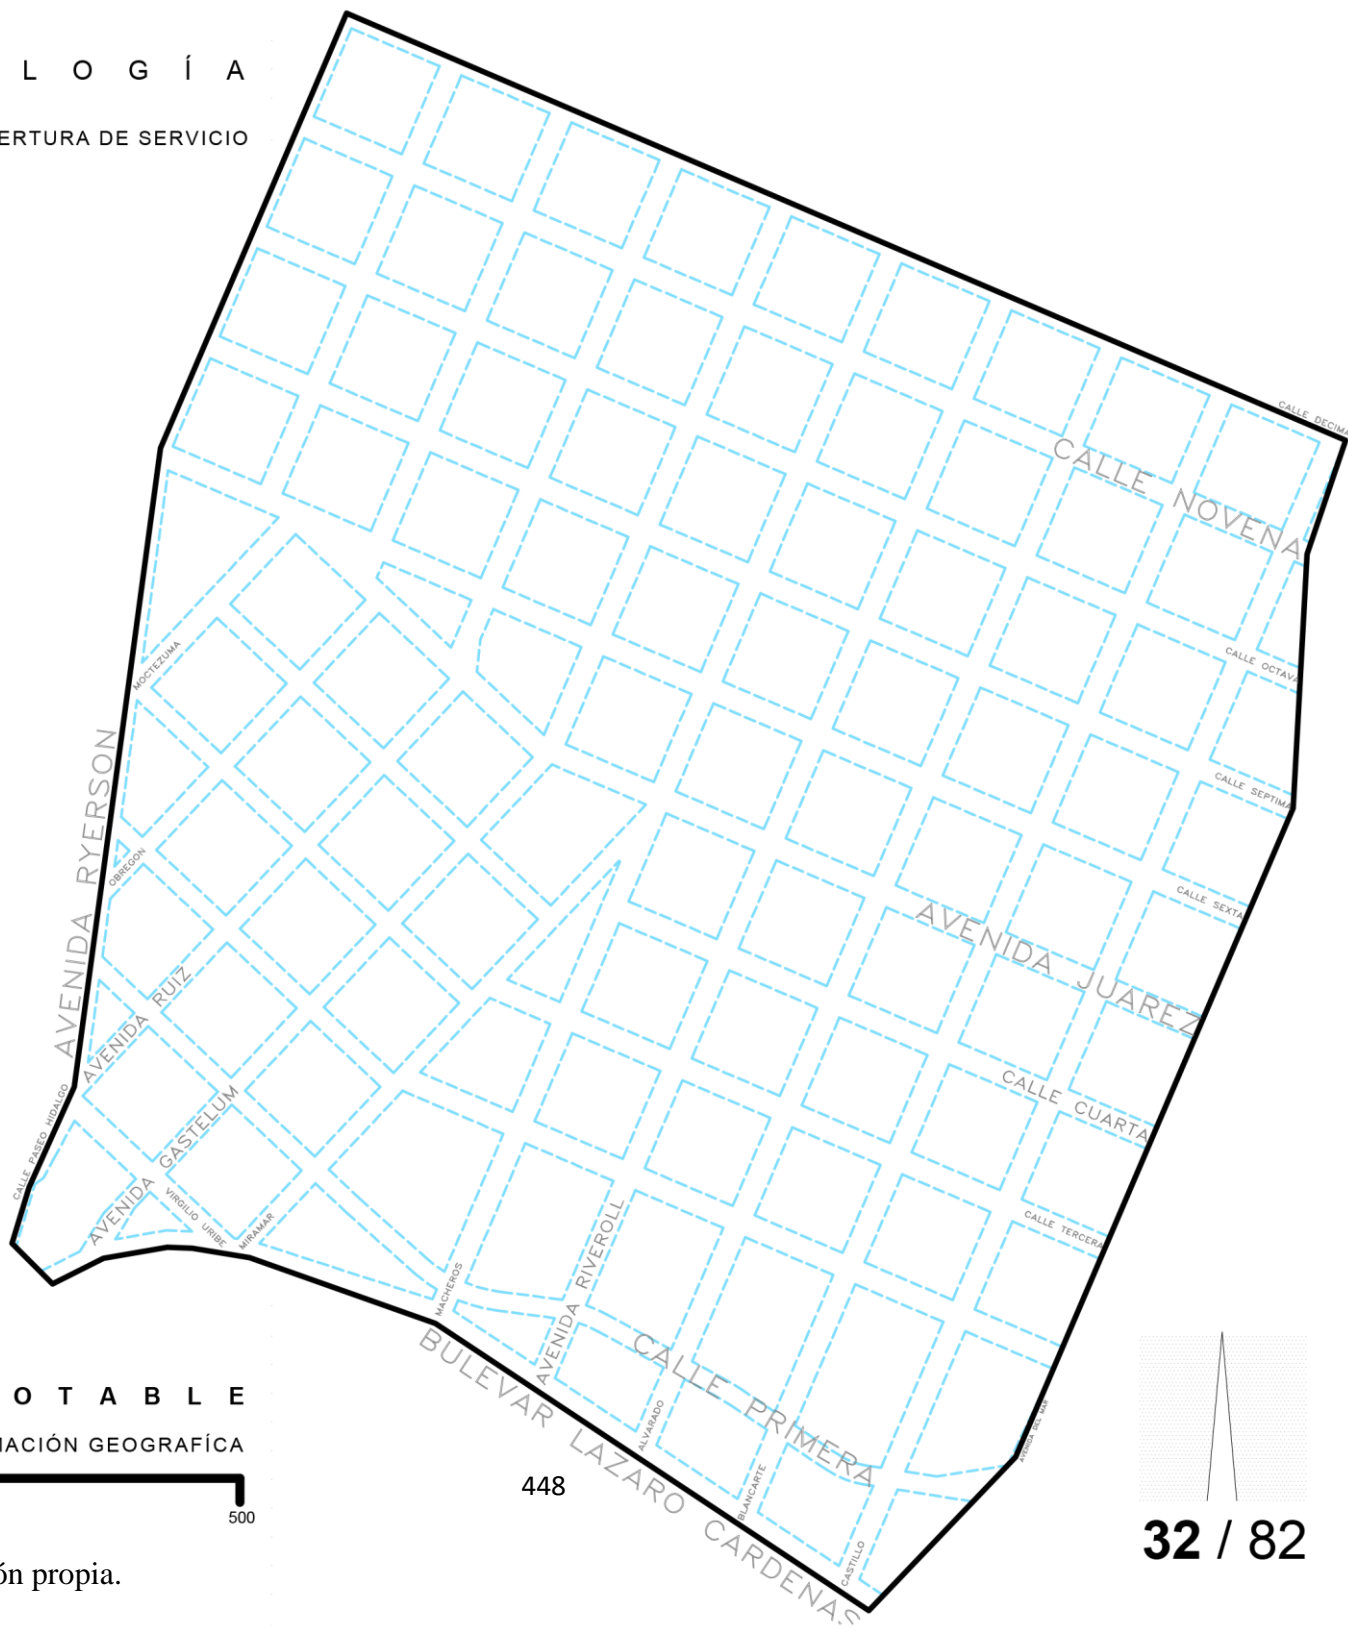 L O G Í A
ERTURA DE SERVICIO
CALLE DECIMA
CALLE NOVENA
CALLE OCTAVA
CALLE SEPTIMA
CALLE SEXTA
AVENIDA JUAREZ
CALLE CUARTA
CALLE TERCERA
MOCTEZUMA
AVENIDA RYERSON
OBREGON
AVENIDA RUIZ
CALLE PASEO HIDALGO
AVENIDA GASTELUM
VIRGILIO URIBE
MIRAMAR
MACHEROS
AVENIDA RIVEROLL
CALLE PRIMERA
BULEVAR LAZARO CARDENAS
ALVARADO
BLANCARTE
CASTILLO
AVENIDA DEL MAR
O T A B L E
MACIÓN GEOGRAFÍCA
500
448
32 / 82
ón propia.